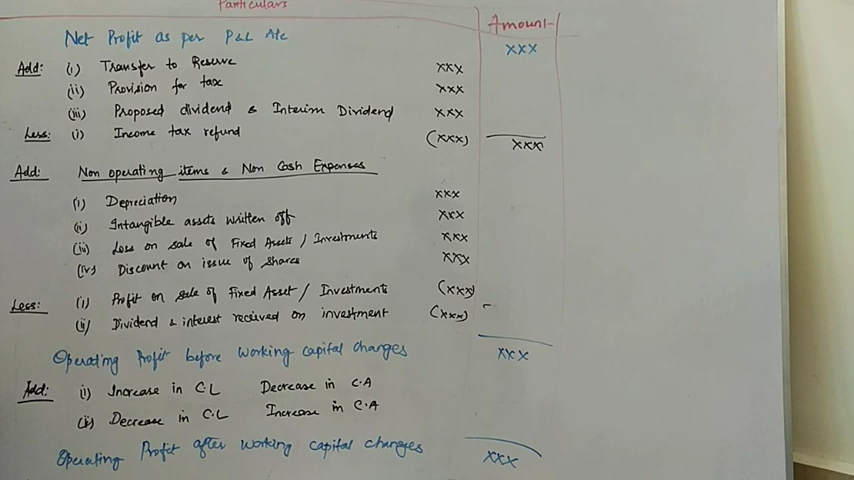 Particulars
Amount
Net Profit as per P&L A/c xxx
Add: (i) Transfer to Reserve xxx
(ii) Provision for tax xxx
(iii) Proposed dividend & Interim Dividend xxx
Less: (i) Income tax refund (xxx) xxx
Add: Non operating items & Non Cash Expenses
(i) Depreciation xxx
(ii) Intangible assets written off xxx
(iii) Loss on sale of Fixed Assets / Investments xxx
(iv) Discount on issue of shares xxx
Less: (i) Profit on sale of Fixed Asset / Investments (xxx)
(ii) Dividend & interest recieved on investment (xxx)
Operating Profit before working capital changes xxx
Add: (i) Increase in C.L Decrease in C.A
(ii) Decrease in C.L Increase in C.A
Operating Profit after working capital changes xxx